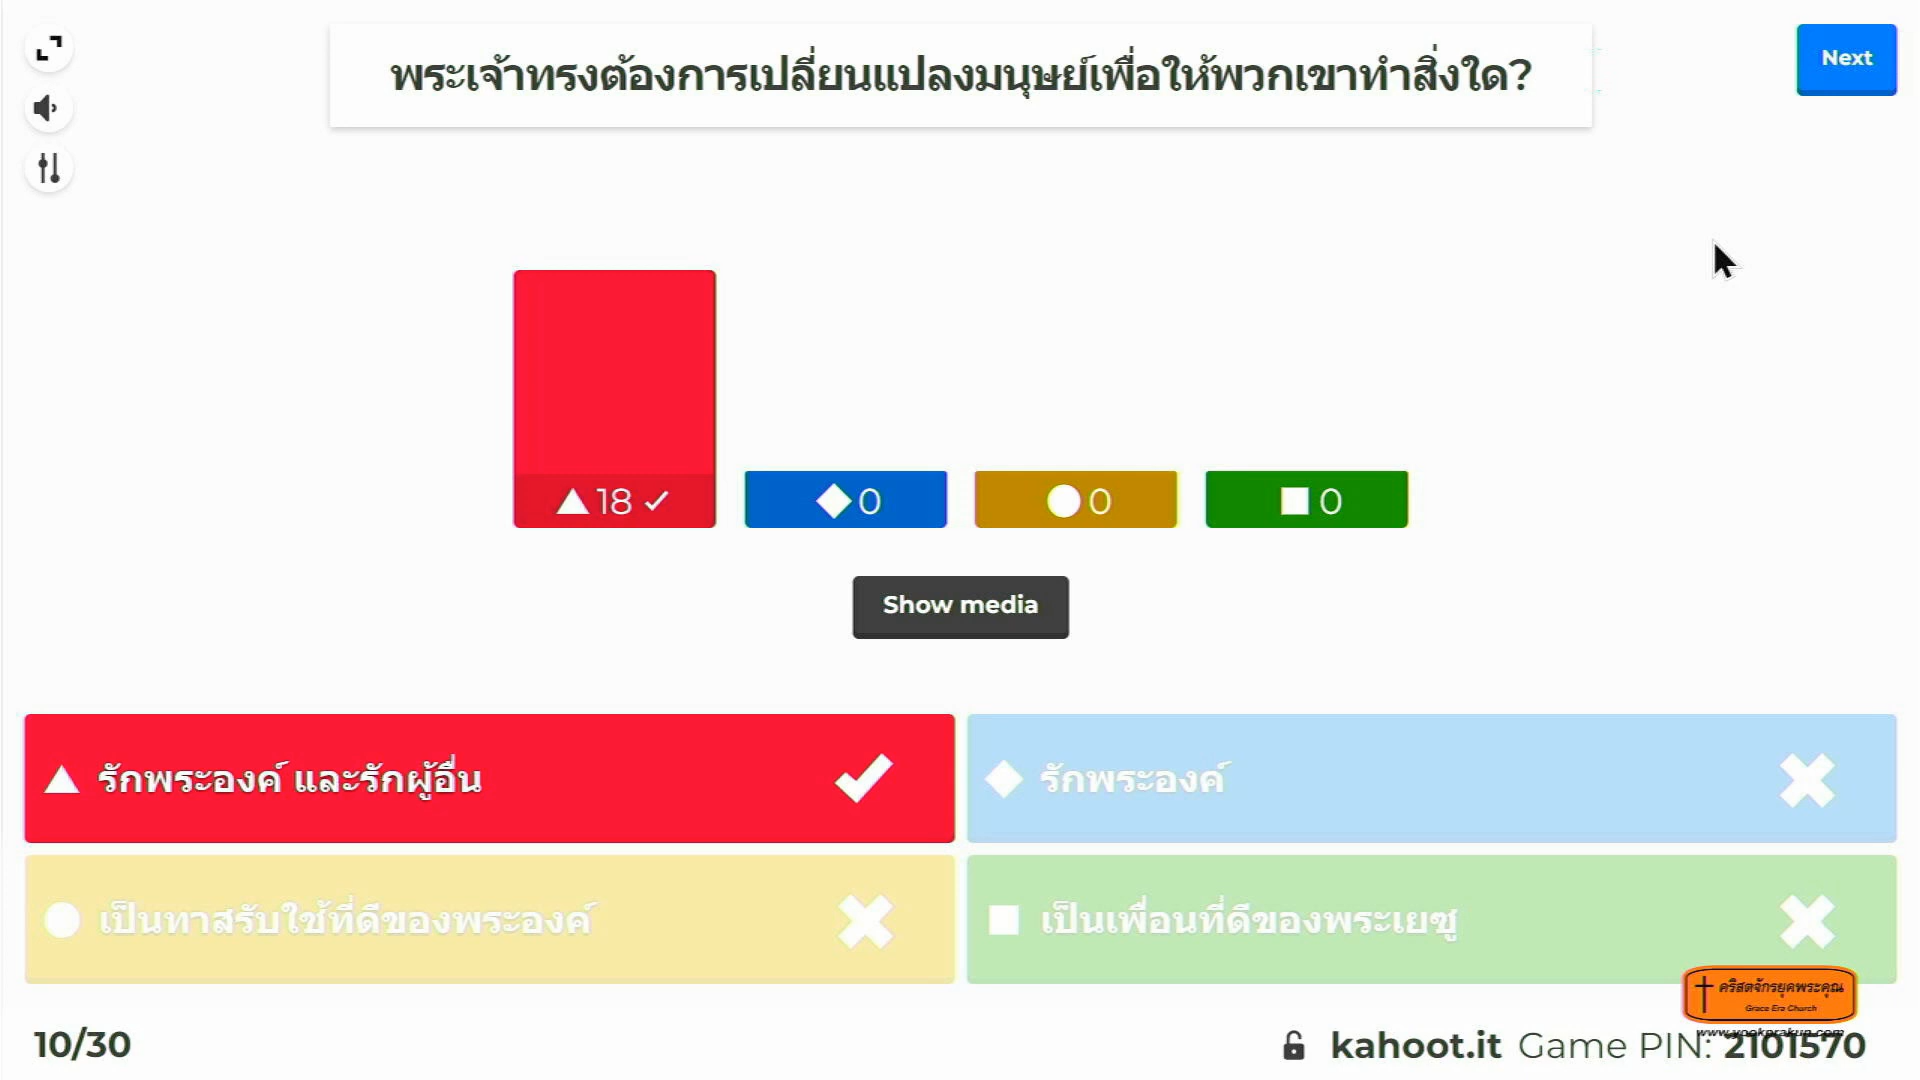 พระเจ้าทรงต้องการเปลี่ยนแปลงมนุษย์เพื่อให้พวกเขาทำสิ่งใด?
Next
18
0
0
0
Show media
รักพระองค์ และรักผู้อื่น
รักพระองค์
เป็นทาสรับใช้ที่ดีของพระองค์
เป็นเพื่อนที่ดีของพระเยซู
คริสตจักรยุคพระคุณ
Grace Era Church
www.yookprakun.com
10/30
kahoot.it Game PIN: 2101570